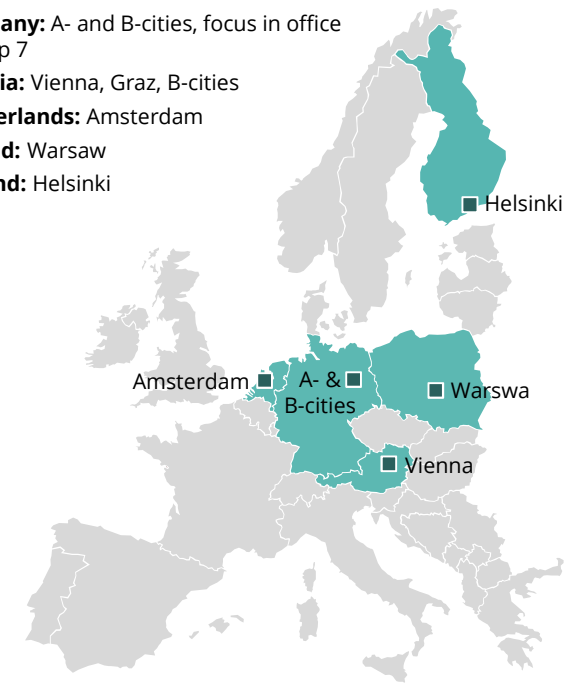 any: A- and B-cities, focus in office
p 7
ia: Vienna, Graz, B-cities
erlands: Amsterdam
d: Warsaw
nd: Helsinki
Helsinki
Amsterdam
A- &
B-cities
Warswa
Vienna